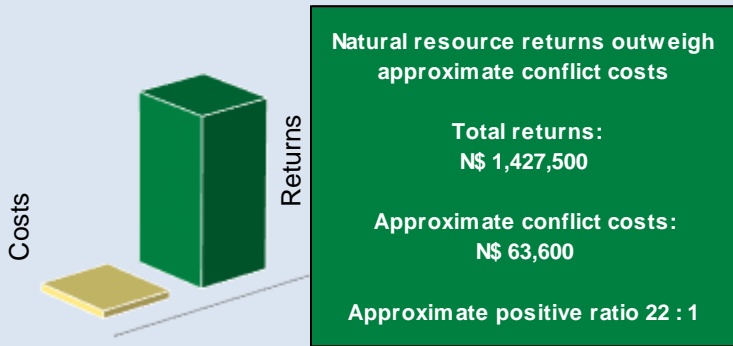 Costs
Returns
Natural resource returns outweigh
approximate conflict costs
Total returns:
N$ 1,427,500
Approximate conflict costs:
N$ 63,600
Approximate positive ratio 22 : 1